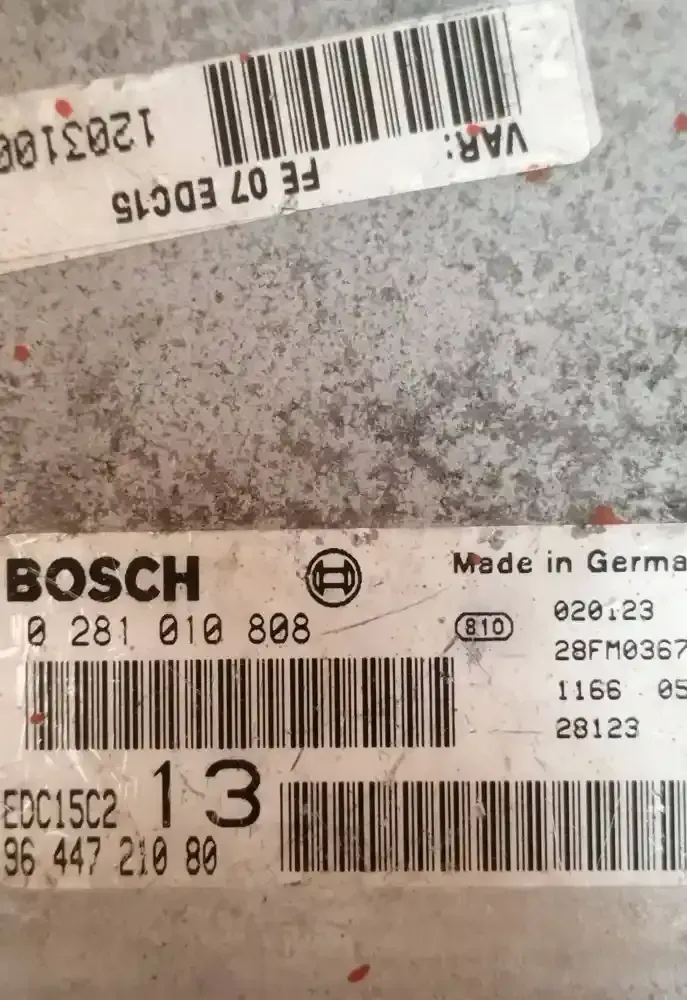 VAR:
FE 07 EDC15
1203100
BOSCH
0 281 010 808
Made in Germa
810
020123
28FM0367
1166 05
28123
EDC15C2 13
96 447 210 80